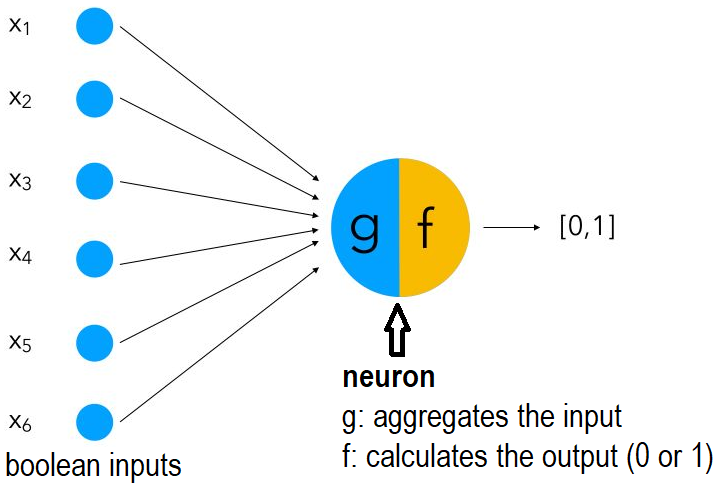 x1
x2
x3
x4
x5
x6
boolean inputs
g f
[0,1]
neuron
g: aggregates the input
f: calculates the output (0 or 1)